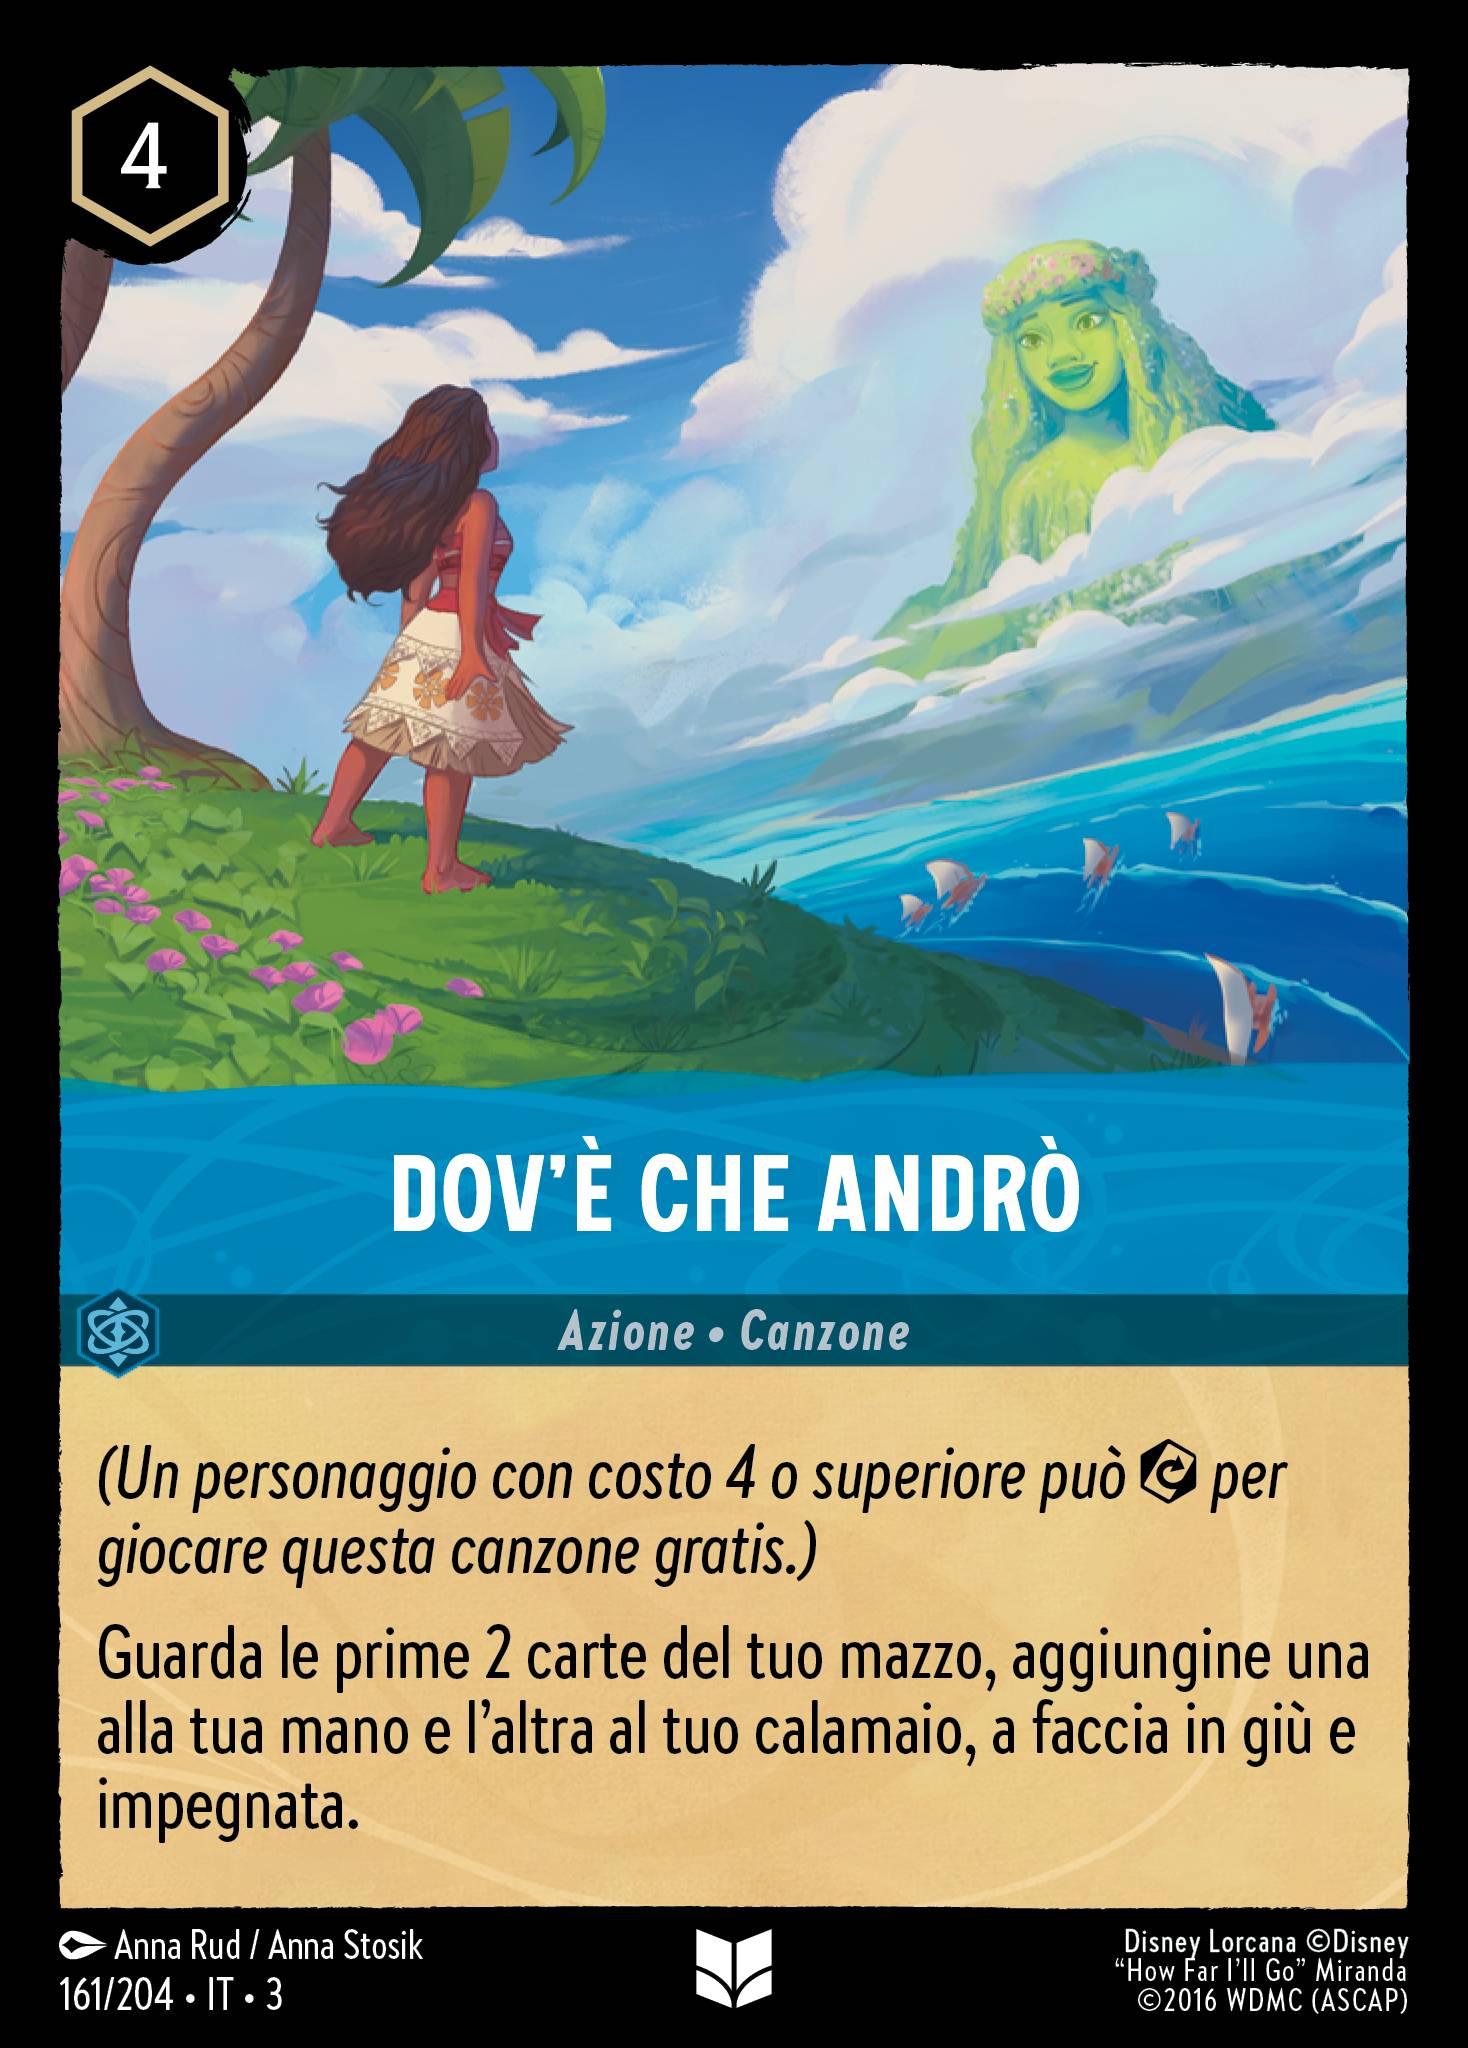 4
DOV'È CHE ANDRÒ
Azione • Canzone
(Un personaggio con costo 4 o superiore può per
giocare questa canzone gratis.)
Guarda le prime 2 carte del tuo mazzo, aggiungine una
alla tua mano e l'altra al tuo calamaio, a faccia in giù e
impegnata.
Anna Rud / Anna Stosik
161/204 • IT • 3
Disney Lorcana ©Disney
“How Far I'll Go” Miranda
©2016 WDMC (ASCAP)